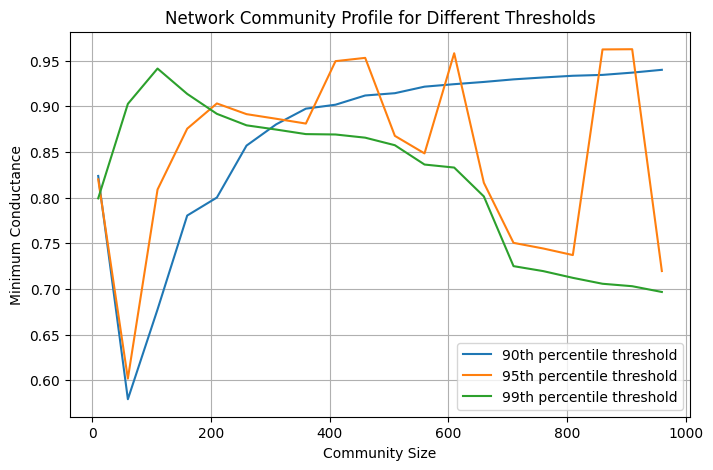 Network Community Profile for Different Thresholds
Minimum Conductance
0.95
0.90
0.85
0.80
0.75
0.70
0.65
0.60
0
200
400
600
800
1000
Community Size
90th percentile threshold
95th percentile threshold
99th percentile threshold